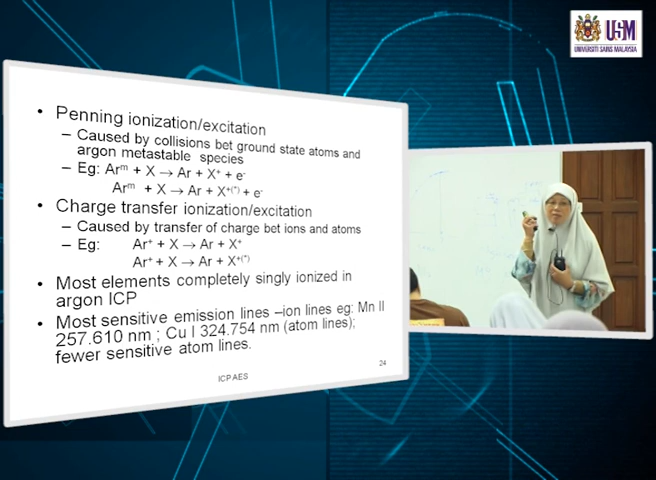 USM
UNIVERSITI SAINS MALAYSIA
• Penning ionization/excitation
– Caused by collisions bet ground state atoms and
argon metastable species
– Eg: Arᵐ + X → Ar + X⁺ + e⁻
Arᵐ + X → Ar + X⁺⁽*⁾ + e⁻
• Charge transfer ionization/excitation
– Caused by transfer of charge bet ions and atoms
– Eg: Ar⁺ + X → Ar + X⁺
Ar⁺ + X → Ar + X⁺⁽*⁾
• Most elements completely singly ionized in
argon ICP
• Most sensitive emission lines –ion lines eg: Mn II
257.610 nm ; Cu I 324.754 nm (atom lines);
fewer sensitive atom lines.
ICPAES
24